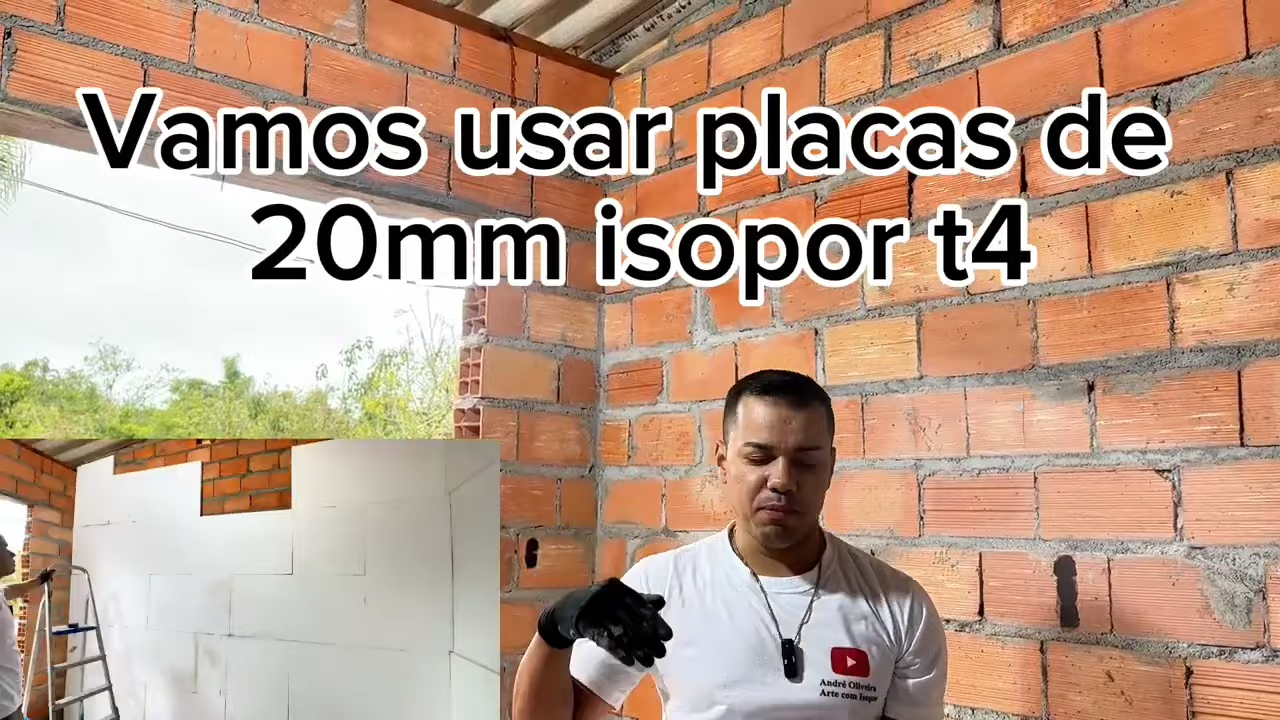 Vamos usar placas de
20mm isopor t4
André Oliveira
Arte com Isopor